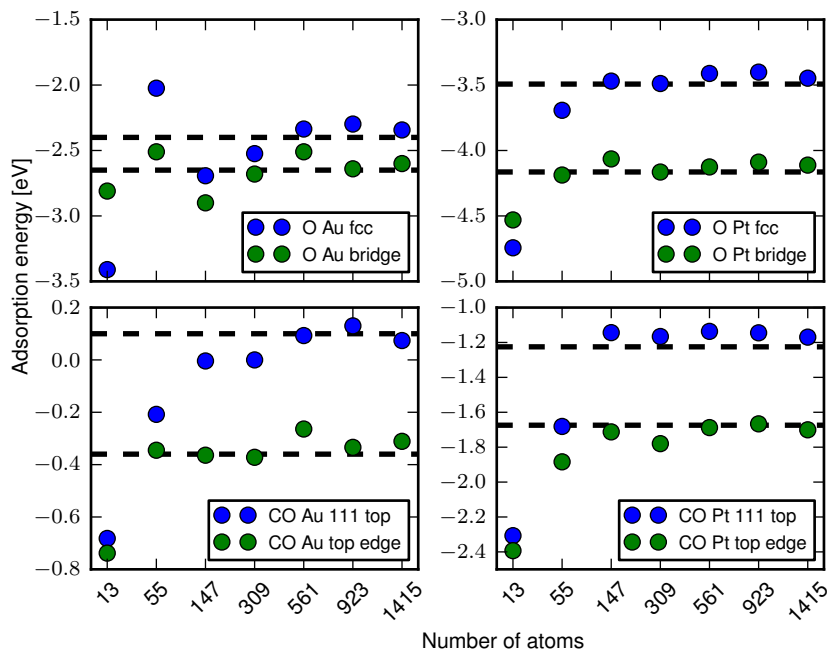 Adsorption energy [eV]
−1.5
−2.0
−2.5
−3.0
−3.5
O Au fcc
O Au bridge
−3.0
−3.5
−4.0
−4.5
−5.0
O Pt fcc
O Pt bridge
0.2
0.0
−0.2
−0.4
−0.6
−0.8
CO Au 111 top
CO Au top edge
13 55 147 309 561 923 1415
−1.0
−1.2
−1.4
−1.6
−1.8
−2.0
−2.2
−2.4
CO Pt 111 top
CO Pt top edge
13 55 147 309 561 923 1415
Number of atoms